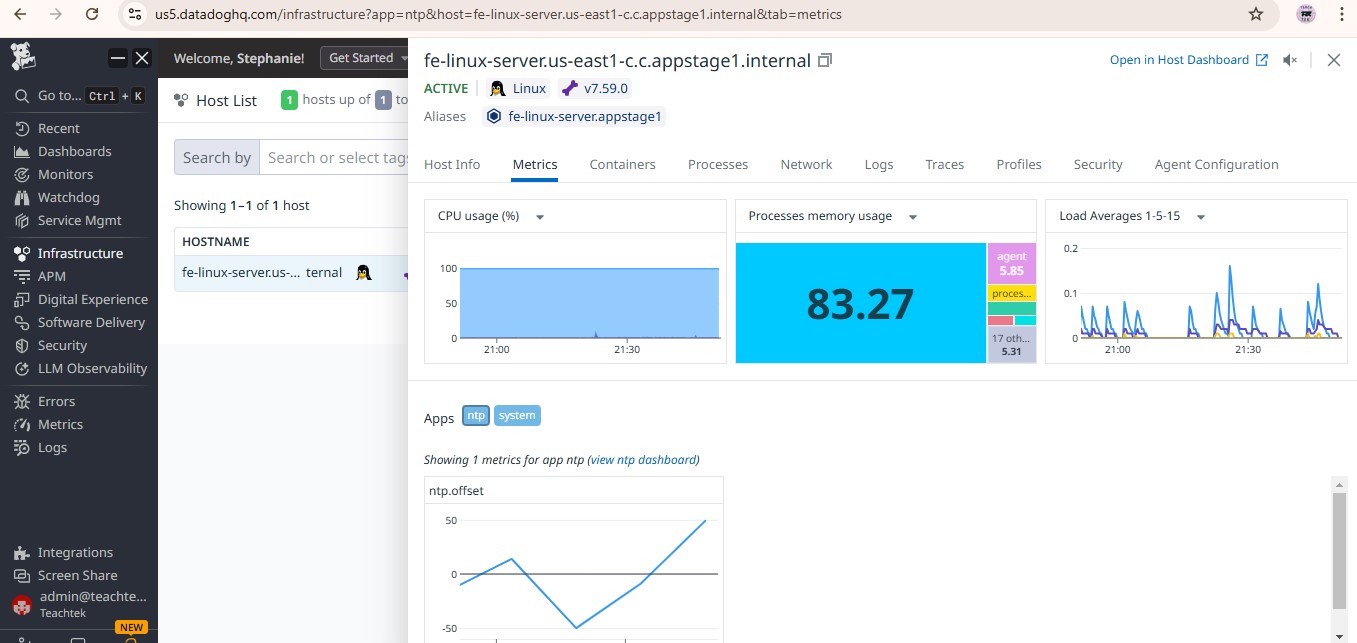 us5.datadoghq.com/infrastructure?app=ntp&host=fe-linux-server.us-east1-c.c.appstage1.internal&tab=metrics
Welcome, Stephanie!
Get Started
Go to... Ctrl + K
Recent
Dashboards
Monitors
Watchdog
Service Mgmt
Infrastructure
APM
Digital Experience
Software Delivery
Security
LLM Observability
Errors
Metrics
Logs
Integrations
Screen Share
admin@teachte...
Teachtek
NEW
Host List 1 hosts up of 1 to
Search by Search or select tags
Showing 1–1 of 1 host
HOSTNAME
fe-linux-server.us-... ternal
fe-linux-server.us-east1-c.c.appstage1.internal
Open in Host Dashboard
ACTIVE Linux v7.59.0
Aliases fe-linux-server.appstage1
Host Info Metrics Containers Processes Network Logs Traces Profiles Security Agent Configuration
CPU usage (%)
100
50
0
21:00 21:30
Processes memory usage
83.27
agent
5.85
proces...
17 oth...
5.31
Load Averages 1-5-15
0.2
0.1
0
21:00 21:30
Apps ntp system
Showing 1 metrics for app ntp (view ntp dashboard)
ntp.offset
50
0
-50